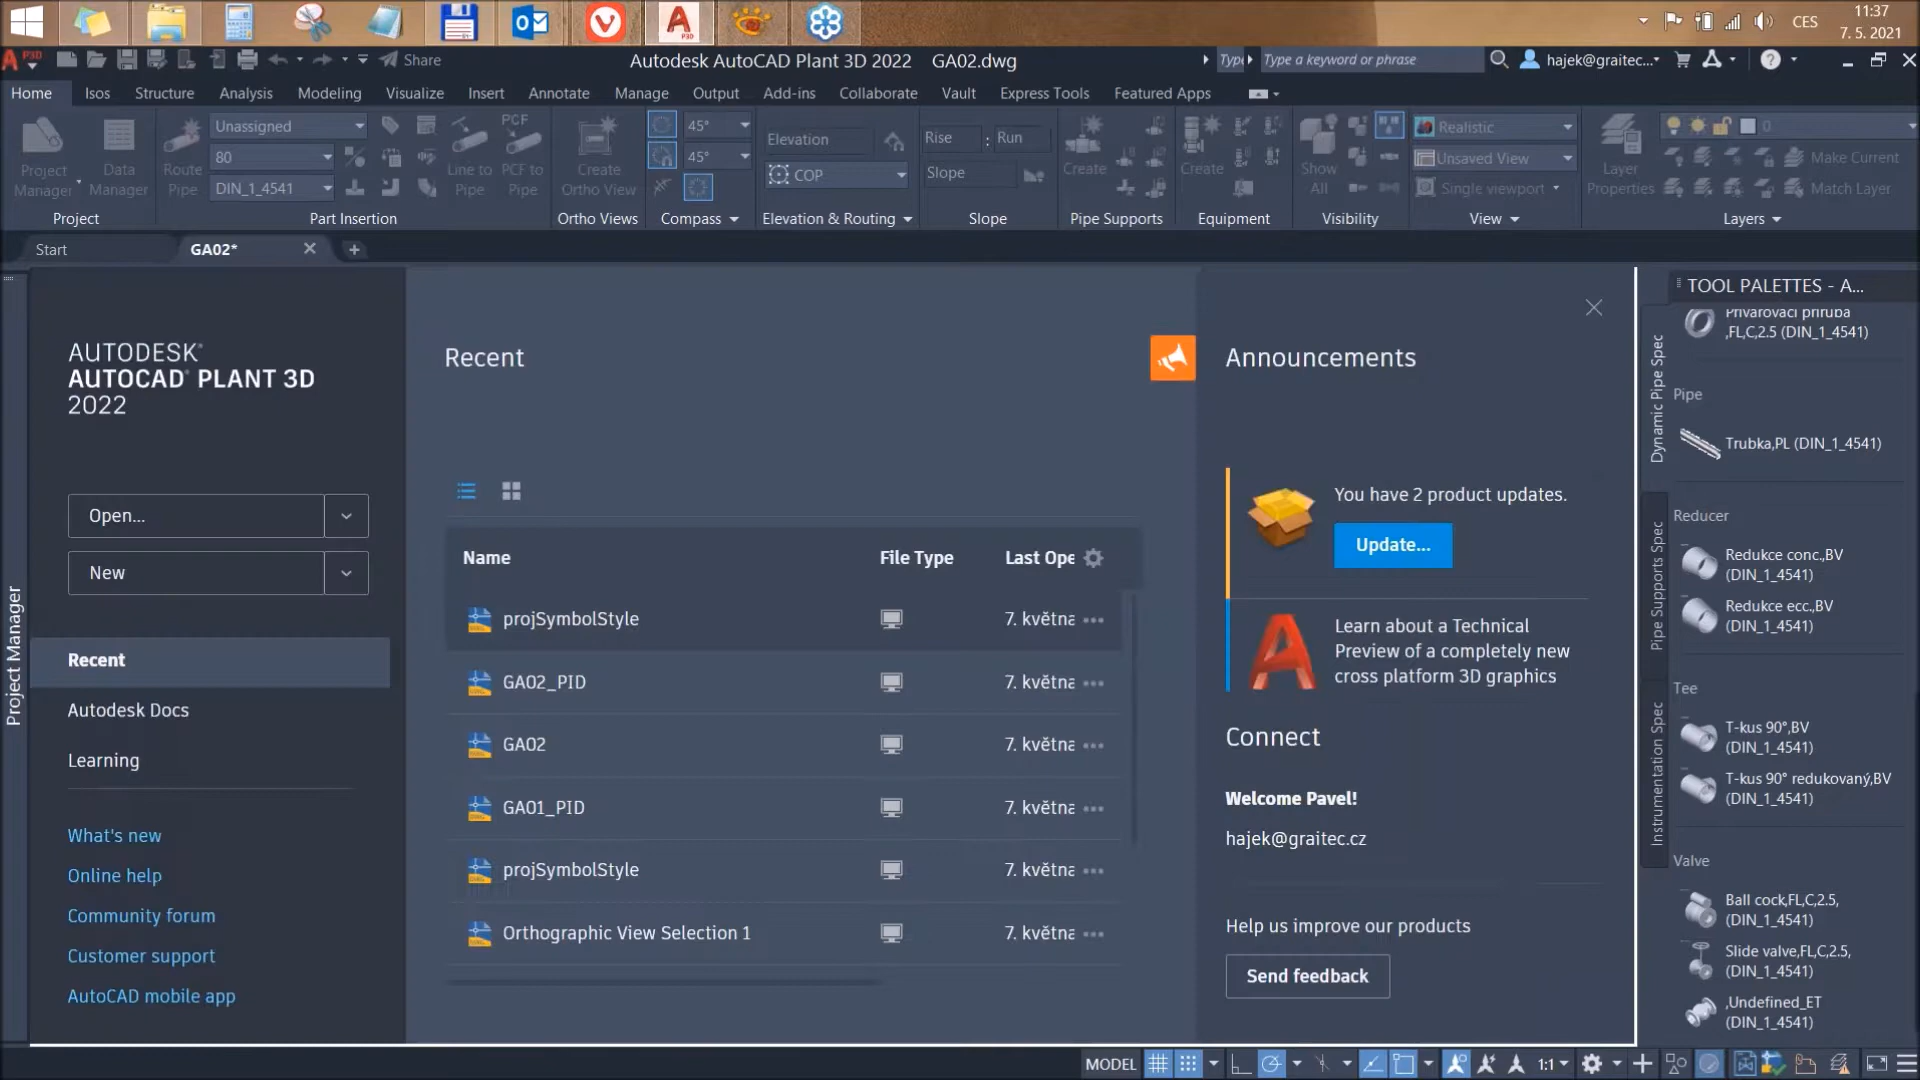 CES
11:37
7. 5. 2021
P3D
Share
Autodesk AutoCAD Plant 3D 2022 GA02.dwg
Type a keyword or phrase
hajek@graitec...
Home
Isos
Structure
Analysis
Modeling
Visualize
Insert
Annotate
Manage
Output
Add-ins
Collaborate
Vault
Express Tools
Featured Apps
Project
Manager
Data
Manager
Project
Route
Pipe
Unassigned
80
DIN_1_4541
Line to
Pipe
PCF
PCF to
Pipe
Part Insertion
Create
Ortho View
Ortho Views
45°
45°
Compass
Elevation
COP
Elevation & Routing
Rise : Run
Slope
Slope
Create
Pipe Supports
Create
Equipment
Show
All
Visibility
Realistic
Unsaved View
Single viewport
View
Layer
Properties
0
Make Current
Match Layer
Layers
Start
GA02*
Project Manager
AUTODESK®
AUTOCAD® PLANT 3D
2022
Open...
New
Recent
Autodesk Docs
Learning
What's new
Online help
Community forum
Customer support
AutoCAD mobile app
Recent
Name File Type Last Ope
projSymbolStyle 7. května
GA02_PID 7. května
GA02 7. května
GA01_PID 7. května
projSymbolStyle 7. května
Orthographic View Selection 1 7. května
Announcements
You have 2 product updates.
Update...
Learn about a Technical
Preview of a completely new
cross platform 3D graphics
Connect
Welcome Pavel!
hajek@graitec.cz
Help us improve our products
Send feedback
TOOL PALETTES - A...
Dynamic Pipe Spec
Pipe Supports Spec
Instrumentation Spec
Přivařovací příruba
,FL,C,2.5 (DIN_1_4541)
Pipe
Trubka,PL (DIN_1_4541)
Reducer
Redukce conc.,BV
(DIN_1_4541)
Redukce ecc.,BV
(DIN_1_4541)
Tee
T-kus 90°,BV
(DIN_1_4541)
T-kus 90° redukovaný,BV
(DIN_1_4541)
Valve
Ball cock,FL,C,2.5,
(DIN_1_4541)
Slide valve,FL,C,2.5,
(DIN_1_4541)
,Undefined_ET
(DIN_1_4541)
MODEL
1:1